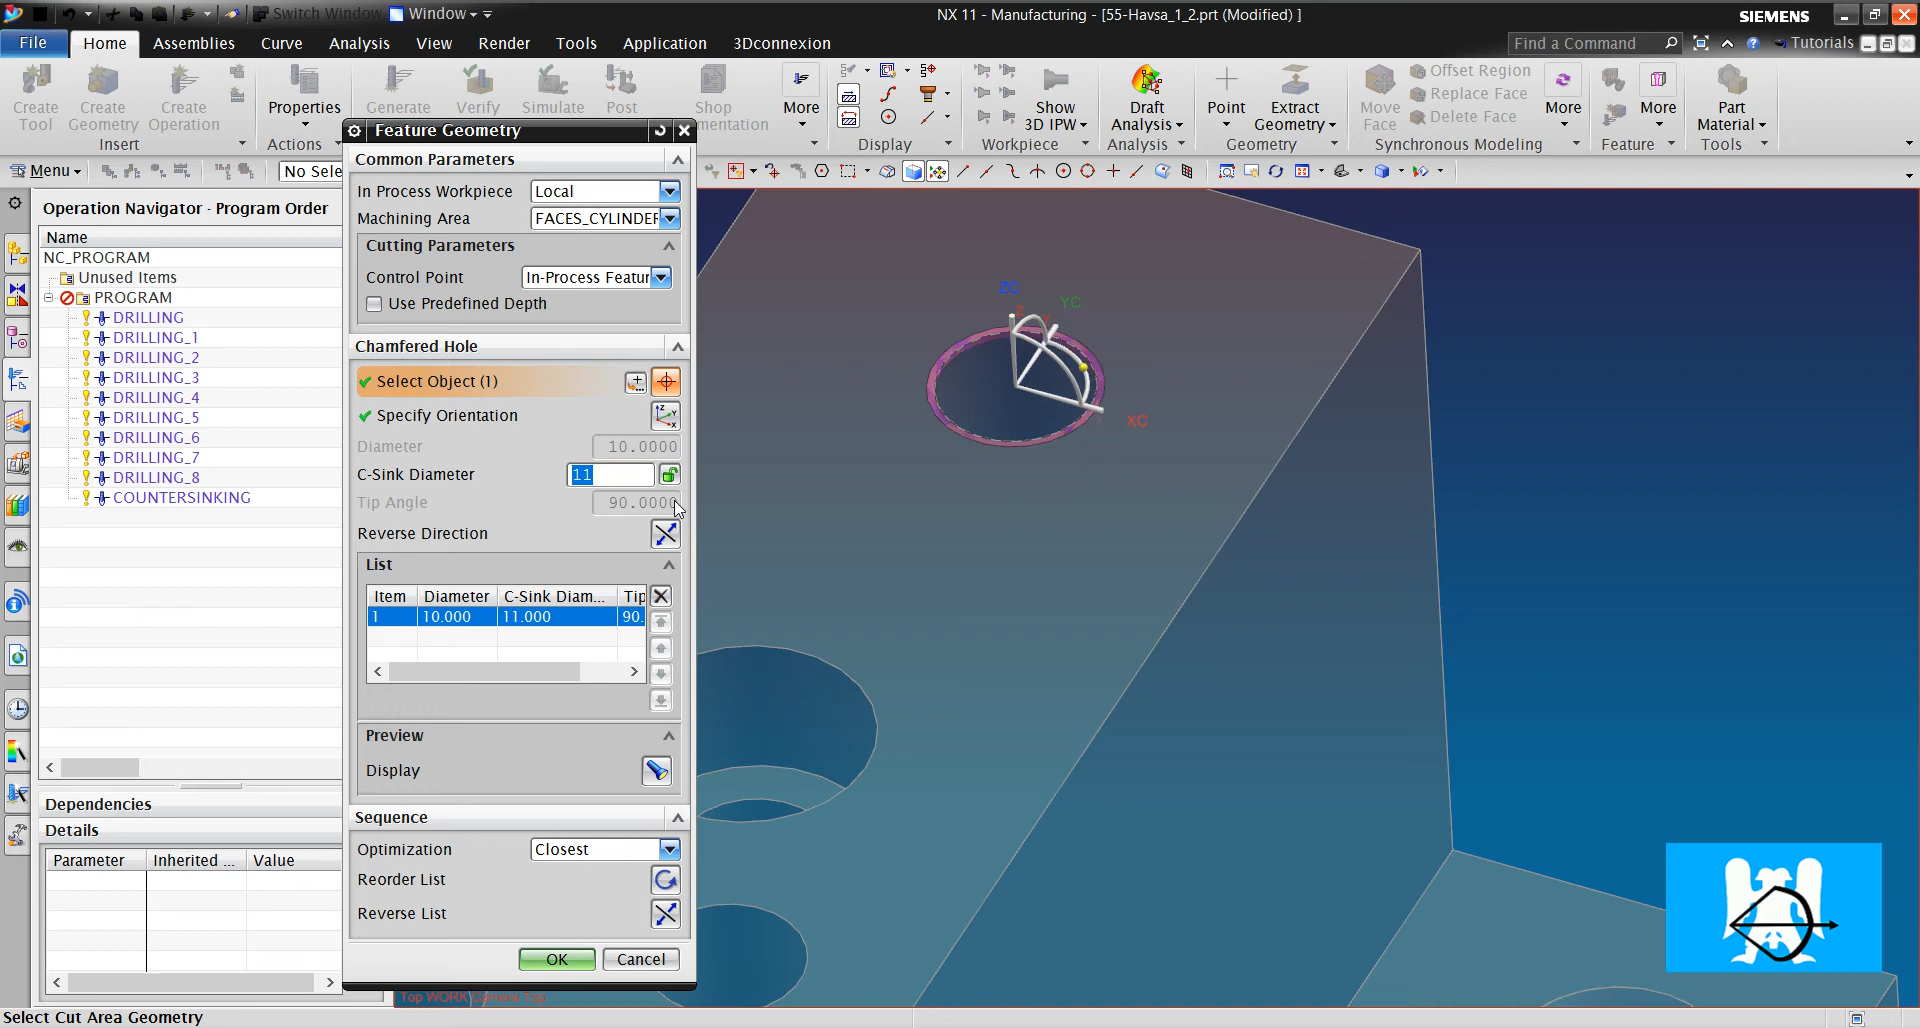 Switch Window Window
NX 11 - Manufacturing - [55-Havsa_1_2.prt (Modified) ]
SIEMENS
File Home Assemblies Curve Analysis View Render Tools Application 3Dconnexion
Find a Command
Tutorials
Create Tool
Create Geometry
Create Operation
Insert
Properties
Actions
Generate
Verify
Simulate
Post
Shop
mentation
More
Display
Show 3D IPW
Workpiece
Draft Analysis
Analysis
Point
Extract Geometry
Geometry
Move Face
Offset Region
Replace Face
Delete Face
More
Synchronous Modeling
More
Feature
Part Material
Tools
Menu
No Sele
Operation Navigator - Program Order
Name
NC_PROGRAM
Unused Items
PROGRAM
DRILLING
DRILLING_1
DRILLING_2
DRILLING_3
DRILLING_4
DRILLING_5
DRILLING_6
DRILLING_7
DRILLING_8
COUNTERSINKING
Dependencies
Details
Parameter Inherited ... Value
Feature Geometry
Common Parameters
In Process Workpiece Local
Machining Area FACES_CYLINDER
Cutting Parameters
Control Point In-Process Featur
Use Predefined Depth
Chamfered Hole
Select Object (1)
Specify Orientation
Diameter 10.0000
C-Sink Diameter 11
Tip Angle 90.0000
Reverse Direction
List
Item Diameter C-Sink Diam... Tip
1 10.000 11.000 90.
Preview
Display
Sequence
Optimization Closest
Reorder List
Reverse List
OK Cancel
ZC
YC
XC
Top WORK Camera Top
Select Cut Area Geometry